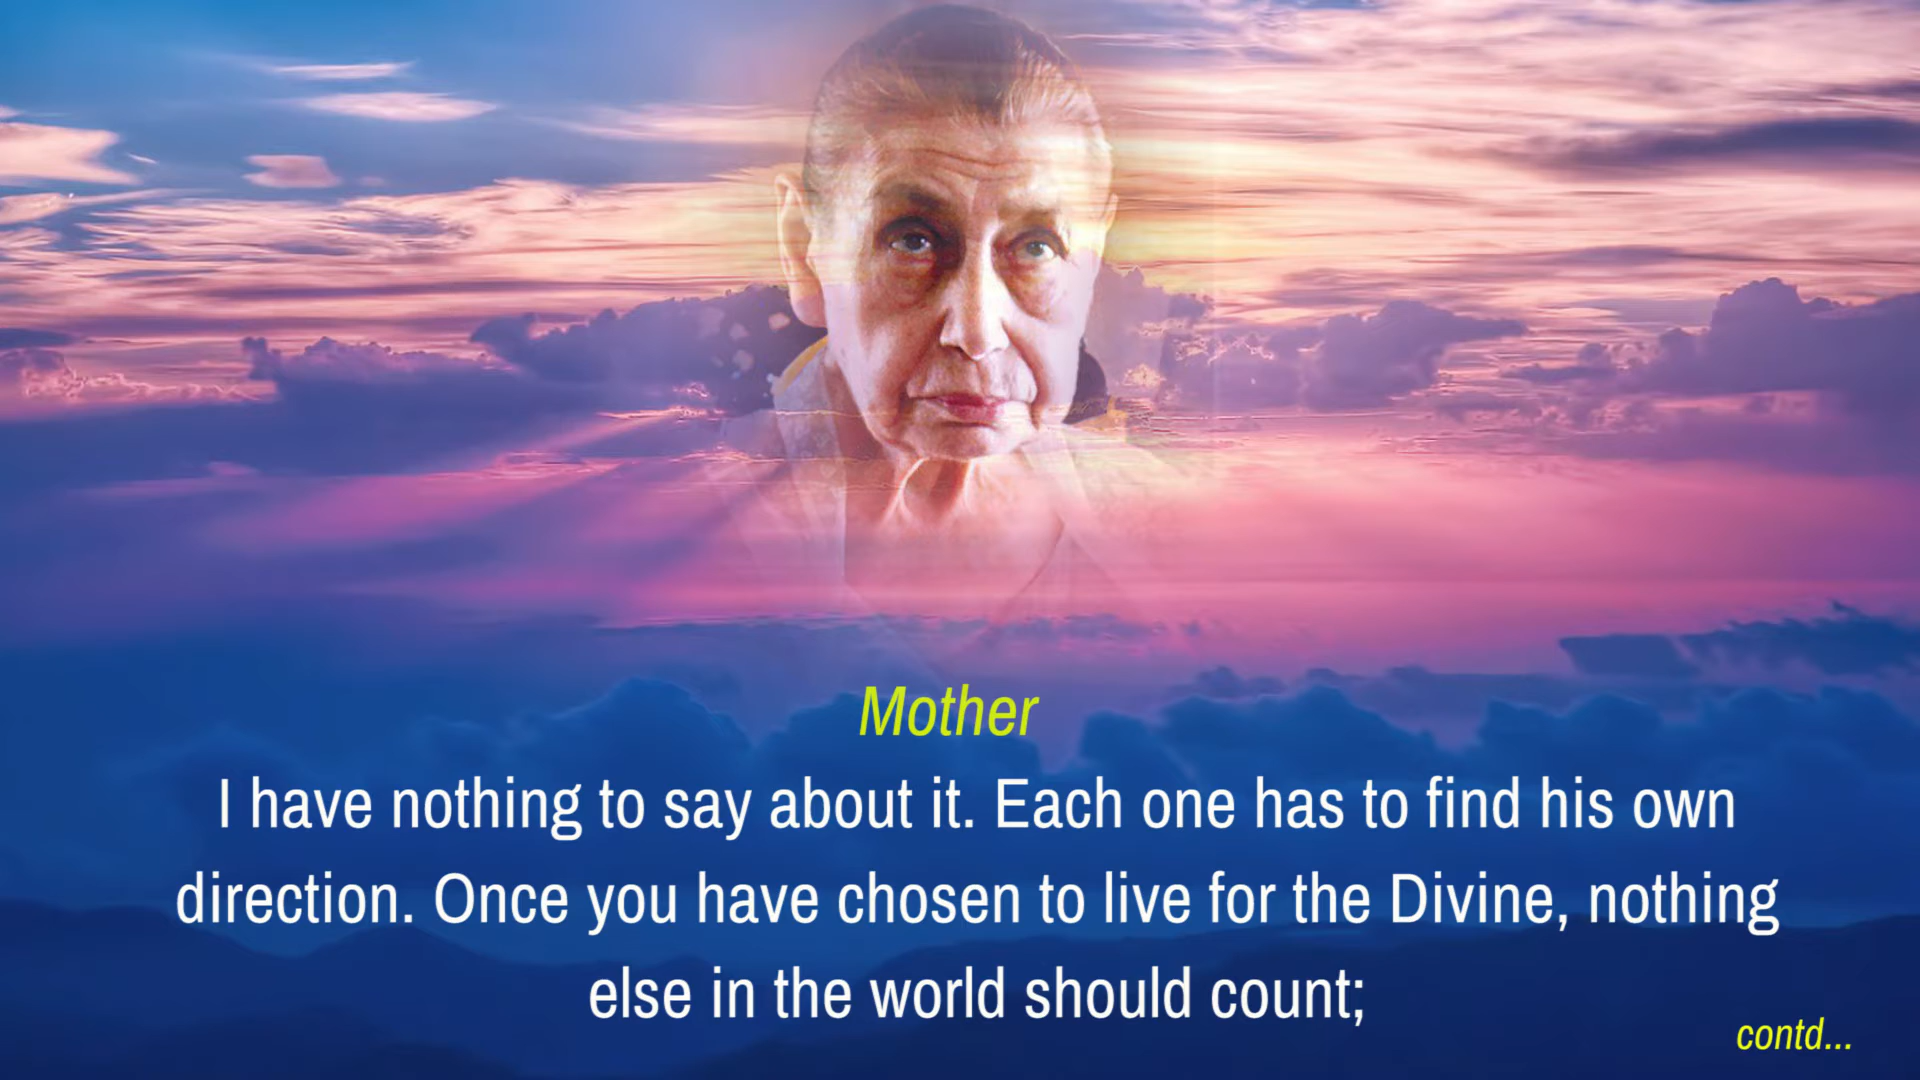 Mother
I have nothing to say about it. Each one has to find his own
direction. Once you have chosen to live for the Divine, nothing
else in the world should count;
contd...